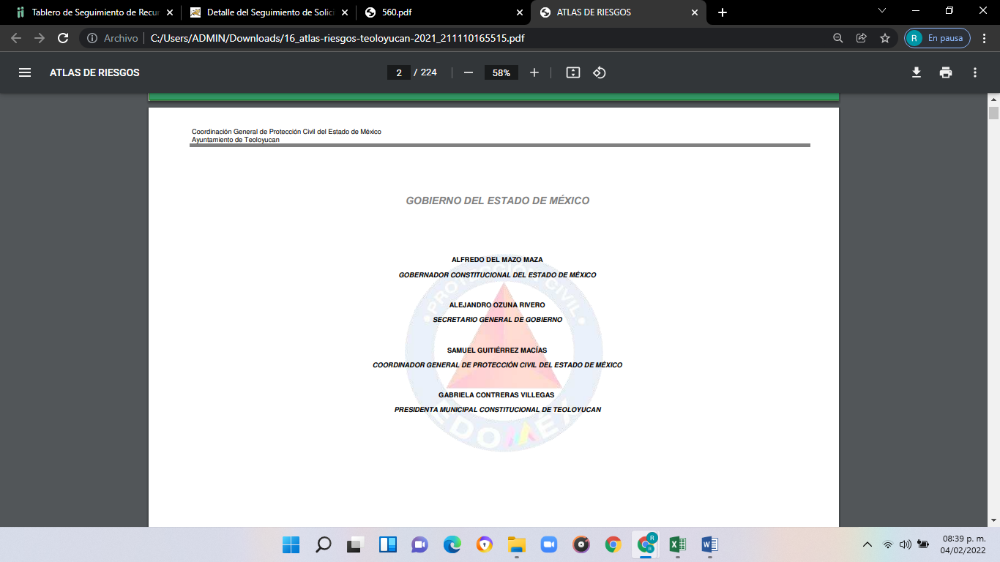 Tablero de Seguimiento de Recur
Detalle del Seguimiento de Solici
560.pdf
ATLAS DE RIESGOS
Archivo
C:/Users/ADMIN/Downloads/16_atlas-riesgos-teoloyucan-2021_211110165515.pdf
R
En pausa
ATLAS DE RIESGOS
2 / 224
58%
Coordinación General de Protección Civil del Estado de México
Ayuntamiento de Teoloyucan
GOBIERNO DEL ESTADO DE MÉXICO
ALFREDO DEL MAZO MAZA
GOBERNADOR CONSTITUCIONAL DEL ESTADO DE MÉXICO
PROTECCIÓN CIVIL
ALEJANDRO OZUNA RIVERO
SECRETARIO GENERAL DE GOBIERNO
SAMUEL GUITIÉRREZ MACÍAS
COORDINADOR GENERAL DE PROTECCIÓN CIVIL DEL ESTADO DE MÉXICO
GABRIELA CONTRERAS VILLEGAS
PRESIDENTA MUNICIPAL CONSTITUCIONAL DE TEOLOYUCAN
EDOMEX
08:39 p. m.
04/02/2022